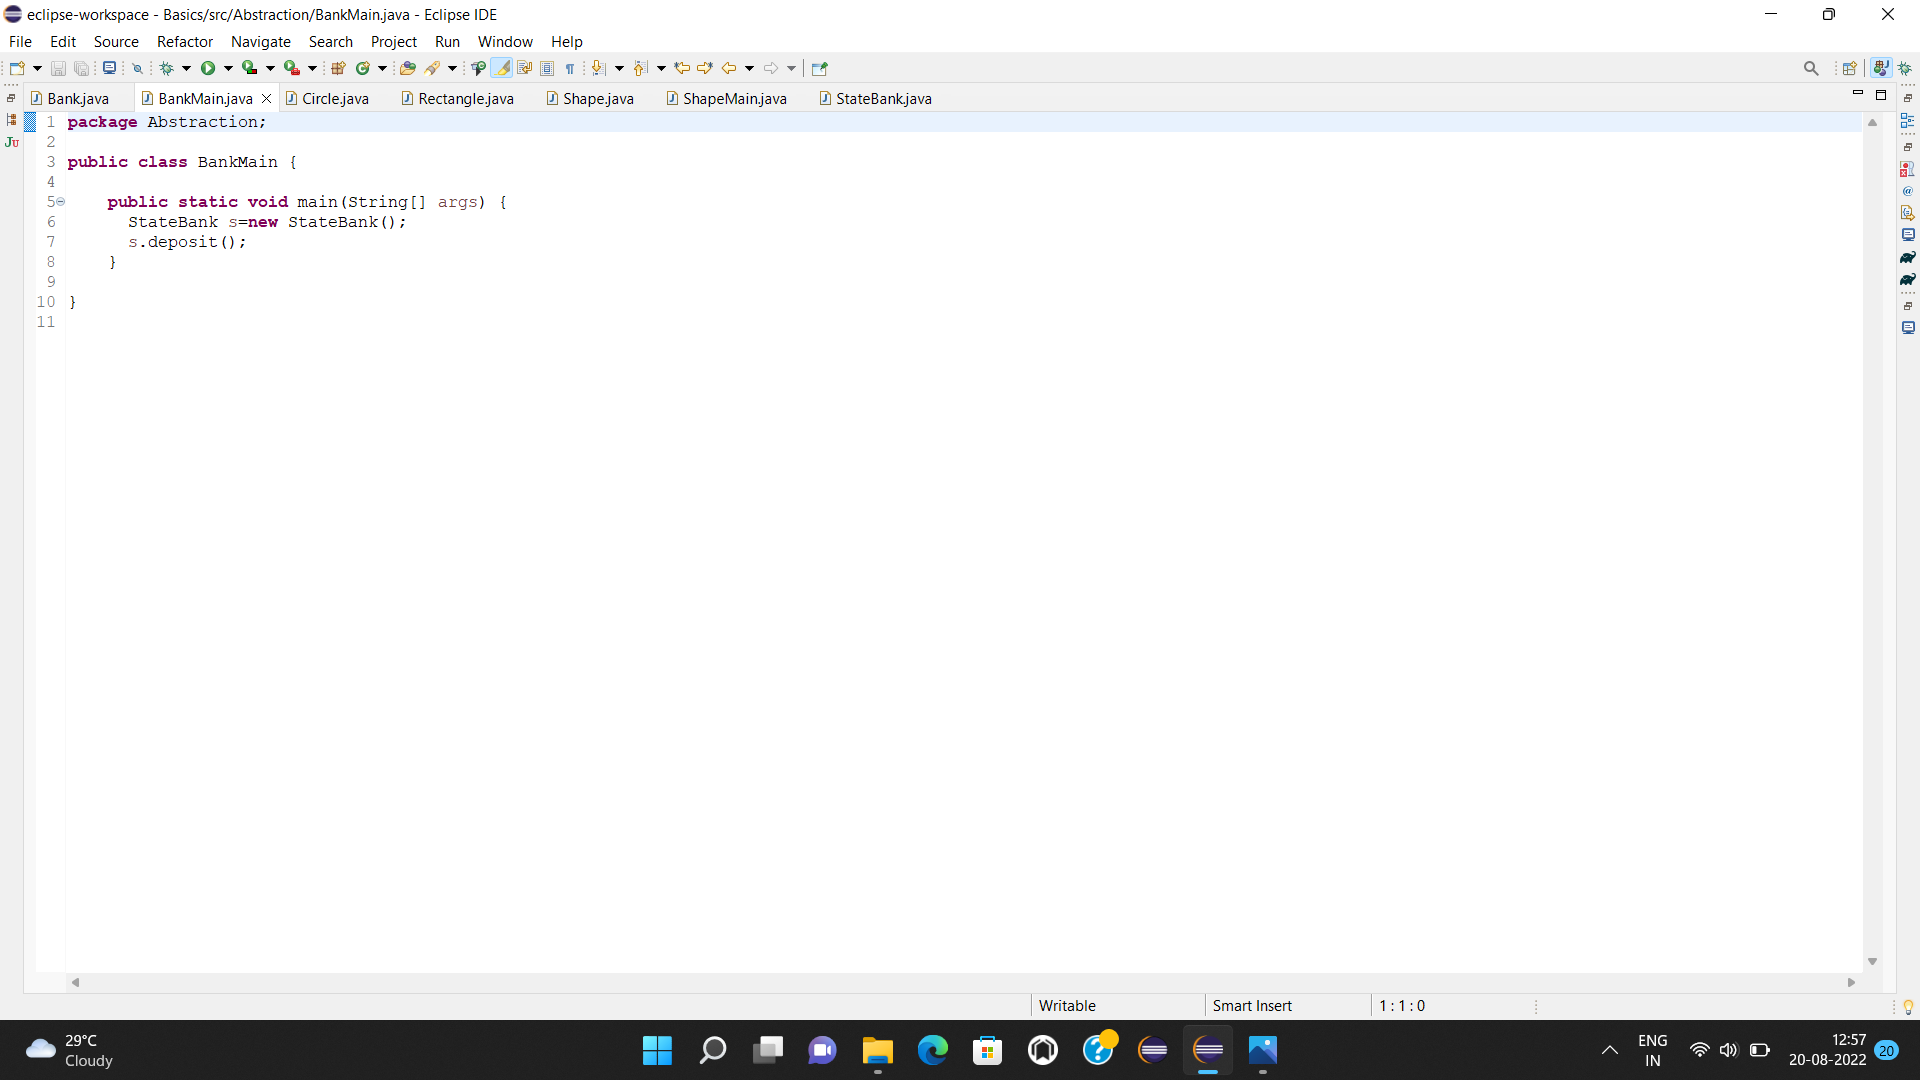 eclipse-workspace - Basics/src/Abstraction/BankMain.java - Eclipse IDE
File Edit Source Refactor Navigate Search Project Run Window Help
Bank.java BankMain.java Circle.java Rectangle.java Shape.java ShapeMain.java StateBank.java
1 package Abstraction;
2
3 public class BankMain {
4
5 public static void main(String[] args) {
6 StateBank s=new StateBank();
7 s.deposit();
8 }
9
10 }
11
Writable Smart Insert 1 : 1 : 0
29°C
Cloudy
ENG
IN
12:57
20-08-2022
20